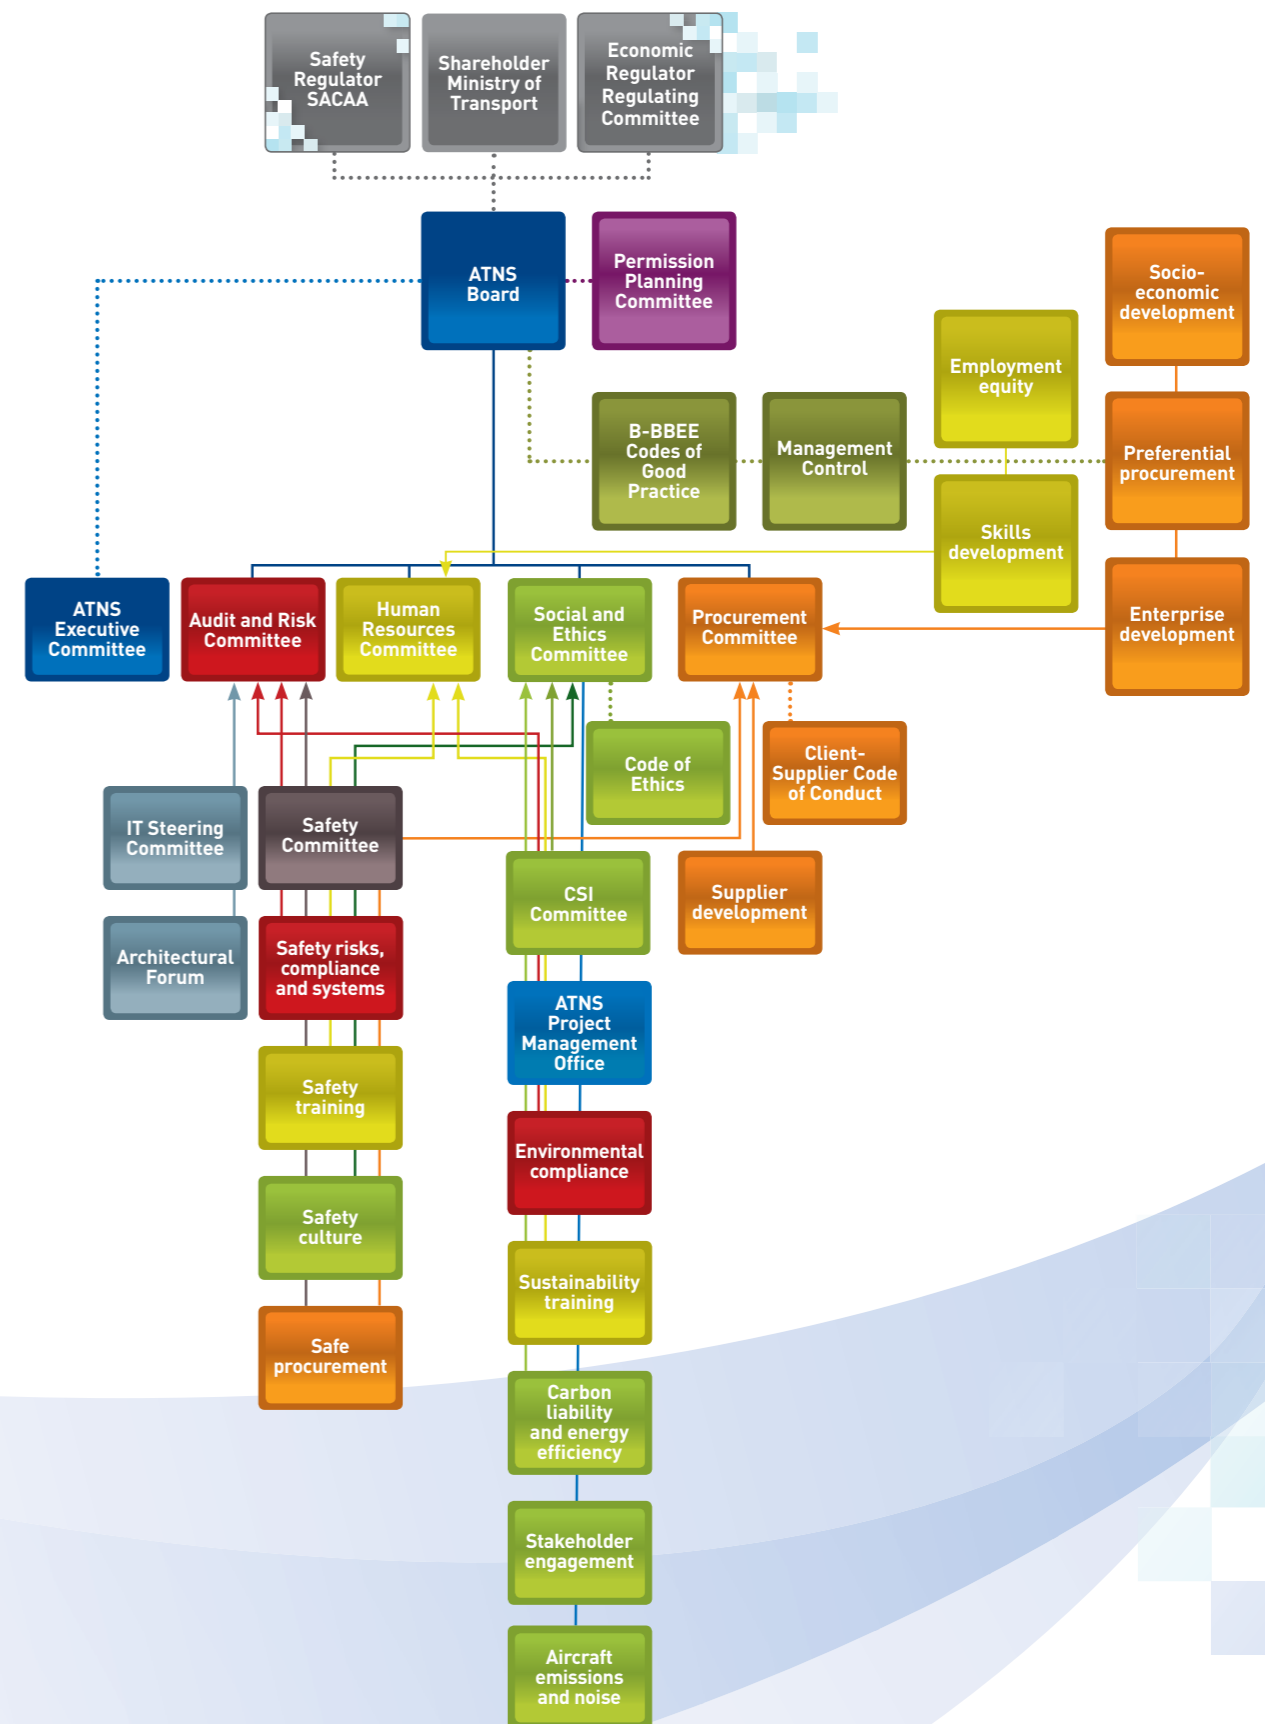 Safety
Regulator
SACAA
Shareholder
Ministry of
Transport
Economic
Regulator
Regulating
Committee
ATNS
Board
Permission
Planning
Committee
Socio-
economic
development
Employment
equity
B-BBEE
Codes of
Good
Practice
Management
Control
Preferential
procurement
Skills
development
ATNS
Executive
Committee
Audit and Risk
Committee
Human
Resources
Committee
Social and
Ethics
Committee
Procurement
Committee
Enterprise
development
Code of
Ethics
Client-
Supplier Code
of Conduct
IT Steering
Committee
Safety
Committee
CSI
Committee
Supplier
development
Architectural
Forum
Safety risks,
compliance
and systems
ATNS
Project
Management
Office
Safety
training
Environmental
compliance
Safety
culture
Sustainability
training
Safe
procurement
Carbon
liability
and energy
efficiency
Stakeholder
engagement
Aircraft
emissions
and noise